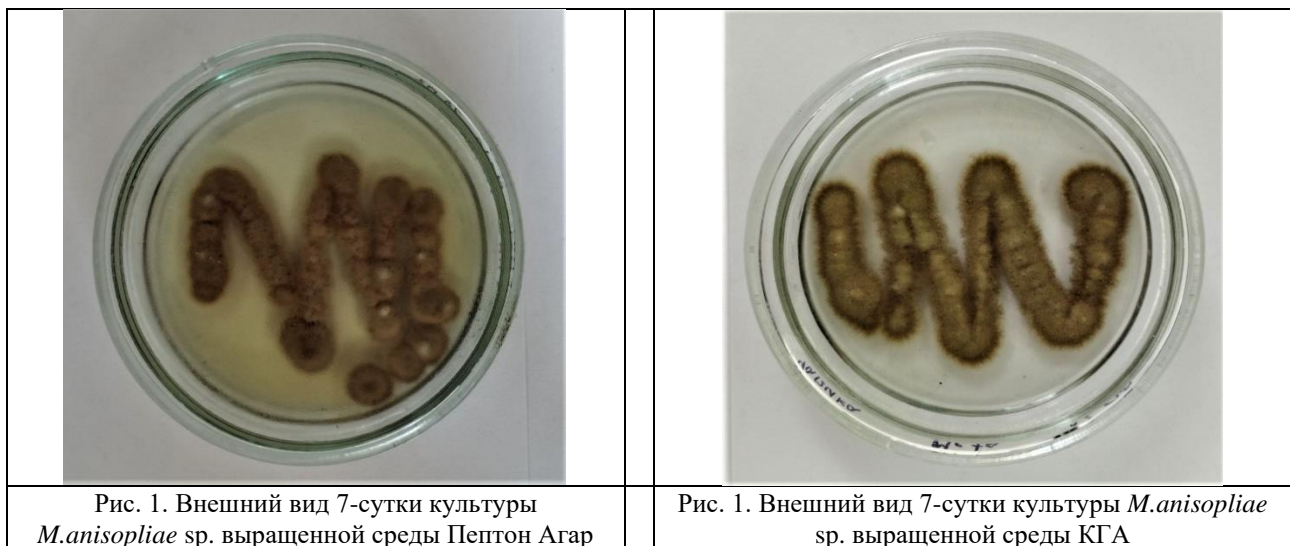 Рис. 1. Внешний вид 7-сутки культуры
M.anisopliae sp. выращенной среды Пептон Агар
Рис. 1. Внешний вид 7-сутки культуры M.anisopliae
sp. выращенной среды КГА